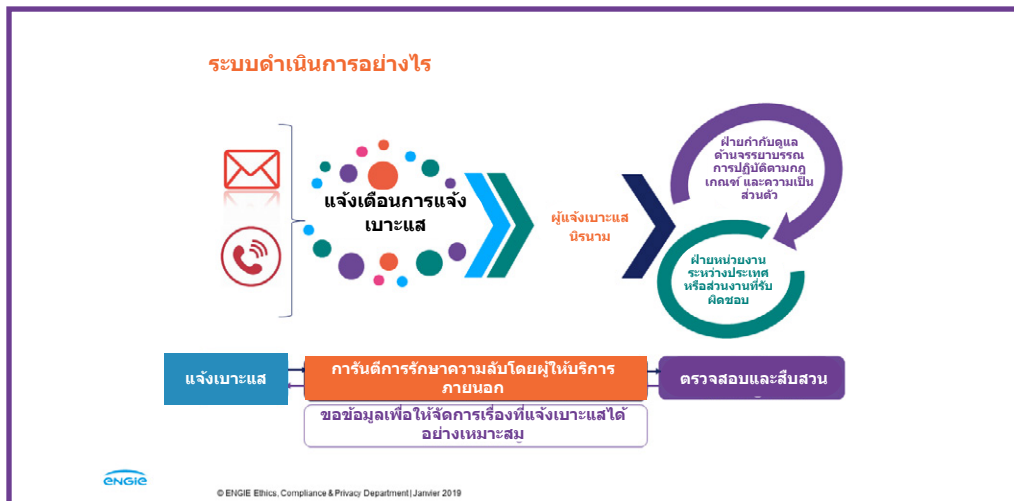 ระบบดำเนินการอย่างไร
แจ้งเตือนการแจ้ง
เบาะแส
ผู้แจ้งเบาะแส
นิรนาม
ฝ่ายกำกับดูแล
ด้านจรรยาบรรณ
การปฏิบัติตามกฎ
เกณฑ์ และความเป็น
ส่วนตัว
ฝ่ายหน่วยงาน
ระหว่างประเทศ
หรือส่วนงานที่รับ
ผิดชอบ
แจ้งเบาะแส
การันตีการรักษาความลับโดยผู้ให้บริการ
ภายนอก
ตรวจสอบและสืบสวน
ขอข้อมูลเพื่อให้จัดการเรื่องที่แจ้งเบาะแสได้
อย่างเหมาะสม
ENGIE
© ENGIE Ethics, Compliance & Privacy Department | Janvier 2019